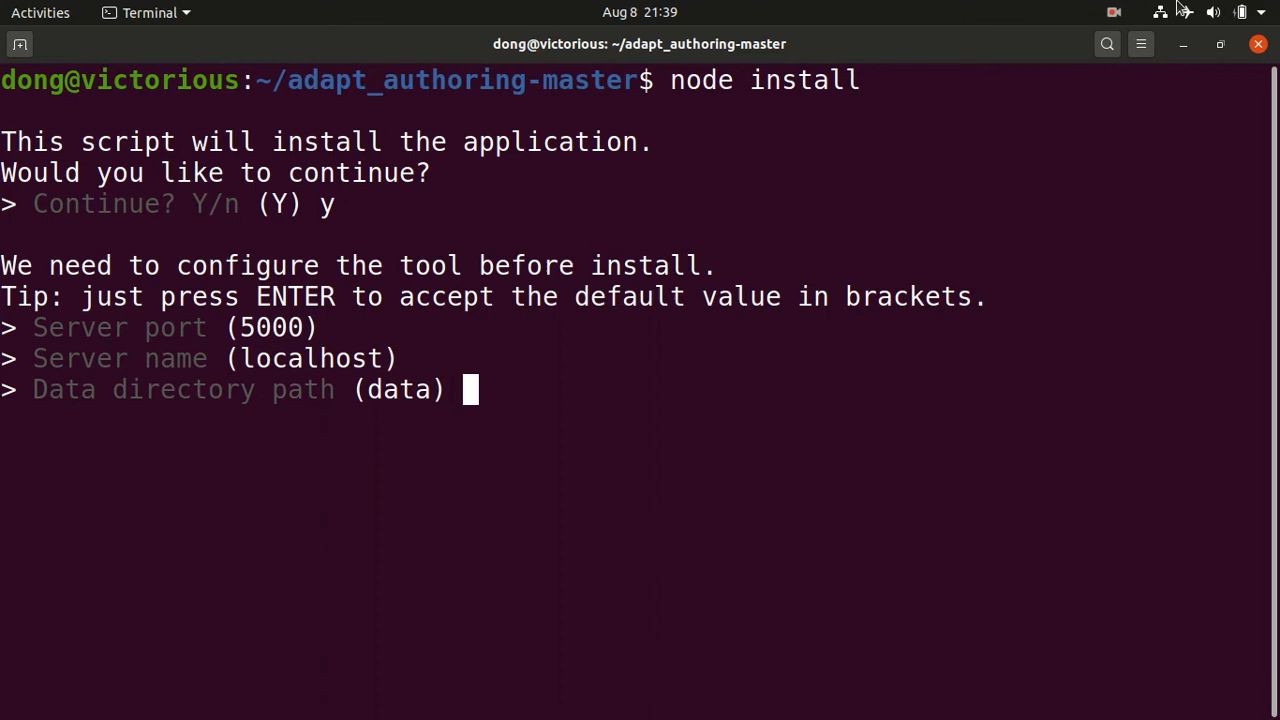 Activities
Terminal
Aug 8 21:39
dong@victorious: ~/adapt_authoring-master
dong@victorious:~/adapt_authoring-master$ node install
This script will install the application.
Would you like to continue?
> Continue? Y/n (Y) y
We need to configure the tool before install.
Tip: just press ENTER to accept the default value in brackets.
> Server port (5000)
> Server name (localhost)
> Data directory path (data)